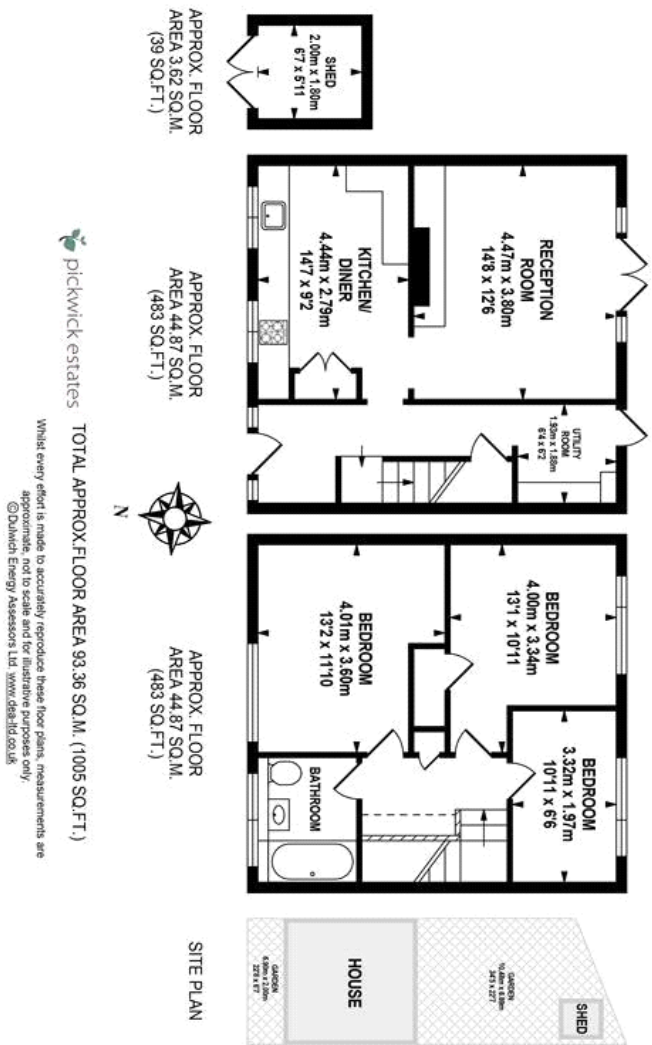 SHED
2.00m x 1.80m
6'7 x 5'11
APPROX. FLOOR
AREA 3.62 SQ.M.
(39 SQ.FT.)
RECEPTION
ROOM
4.47m x 3.80m
14'8 x 12'6
KITCHEN/
DINER
4.44m x 2.79m
14'7 x 9'2
UTILITY
ROOM
1.93m x 1.88m
6'4 x 6'2
APPROX. FLOOR
AREA 44.87 SQ.M.
(483 SQ.FT.)
BEDROOM
4.00m x 3.34m
13'1 x 10'11
BEDROOM
4.01m x 3.60m
13'2 x 11'10
BEDROOM
3.32m x 1.97m
10'11 x 6'6
BATHROOM
APPROX. FLOOR
AREA 44.87 SQ.M.
(483 SQ.FT.)
SHED
GARDEN
HOUSE
GARDEN
SITE PLAN
N
pickwick estates
TOTAL APPROX.FLOOR AREA 93.36 SQ.M. (1005 SQ.FT.)
Whilst every effort is made to accurately reproduce these floor plans, measurements are
approximate, not to scale and for illustrative purposes only.
©Dulwich Energy Assessors Ltd. www.dea-ltd.co.uk